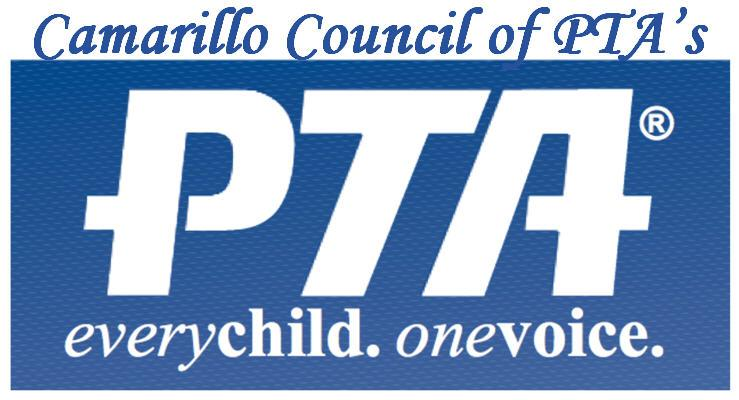 Camarillo Council of PTA's
PTA®
everychild. onevoice.